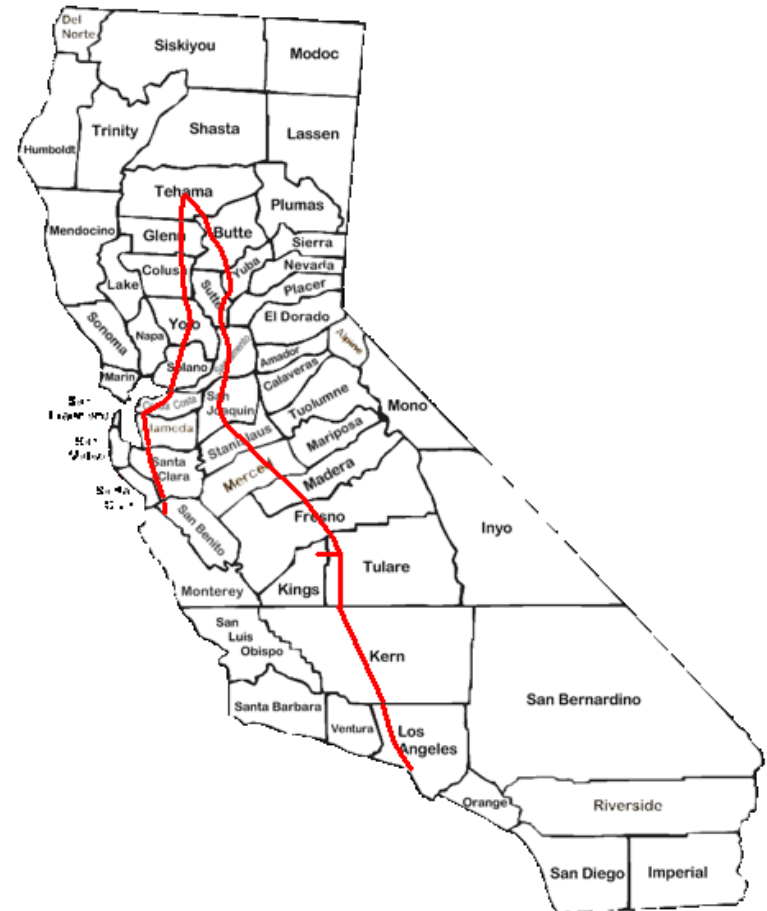 Del
Norte
Siskiyou
Modoc
Humboldt
Trinity
Shasta
Lassen
Tehama
Plumas
Mendocino
Glenn
Butte
Sierra
Lake
Colusa
Yuba
Nevada
Sutter
Placer
El Dorado
Sonoma
Napa
Yolo
Alpine
Marin
Solano
Amador
Calaveras
San
Contra Costa
San
Joaquin
Tuolumne
Mono
Alameda
Stanislaus
Mariposa
San
Santa
Clara
Merced
Madera
San Benito
Fresno
Inyo
Monterey
Kings
Tulare
San
Luis
Obispo
Kern
Santa Barbara
Ventura
Los
Angeles
San Bernardino
Orange
Riverside
San Diego
Imperial